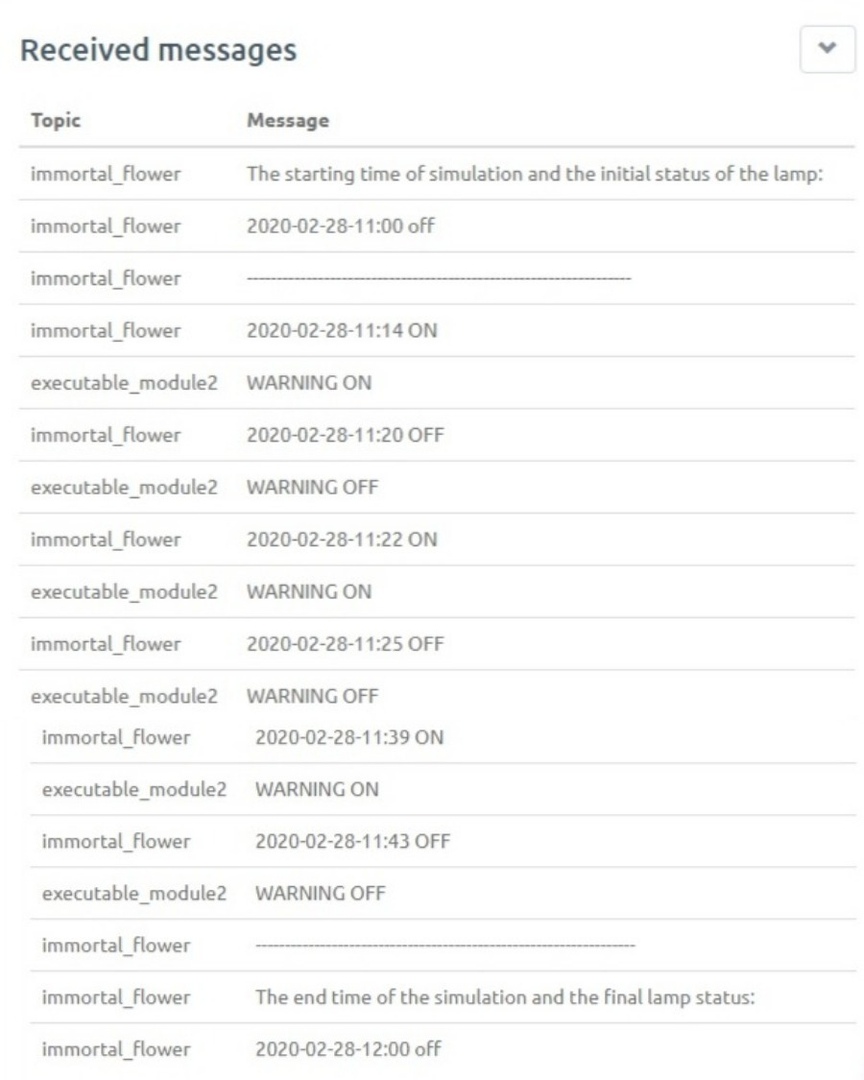 Received messages
Topic Message
immortal_flower The starting time of simulation and the initial status of the lamp:
immortal_flower 2020-02-28-11:00 off
immortal_flower -----------------------------------------------------------------
immortal_flower 2020-02-28-11:14 ON
executable_module2 WARNING ON
immortal_flower 2020-02-28-11:20 OFF
executable_module2 WARNING OFF
immortal_flower 2020-02-28-11:22 ON
executable_module2 WARNING ON
immortal_flower 2020-02-28-11:25 OFF
executable_module2 WARNING OFF
immortal_flower 2020-02-28-11:39 ON
executable_module2 WARNING ON
immortal_flower 2020-02-28-11:43 OFF
executable_module2 WARNING OFF
immortal_flower -----------------------------------------------------------------
immortal_flower The end time of the simulation and the final lamp status:
immortal_flower 2020-02-28-12:00 off